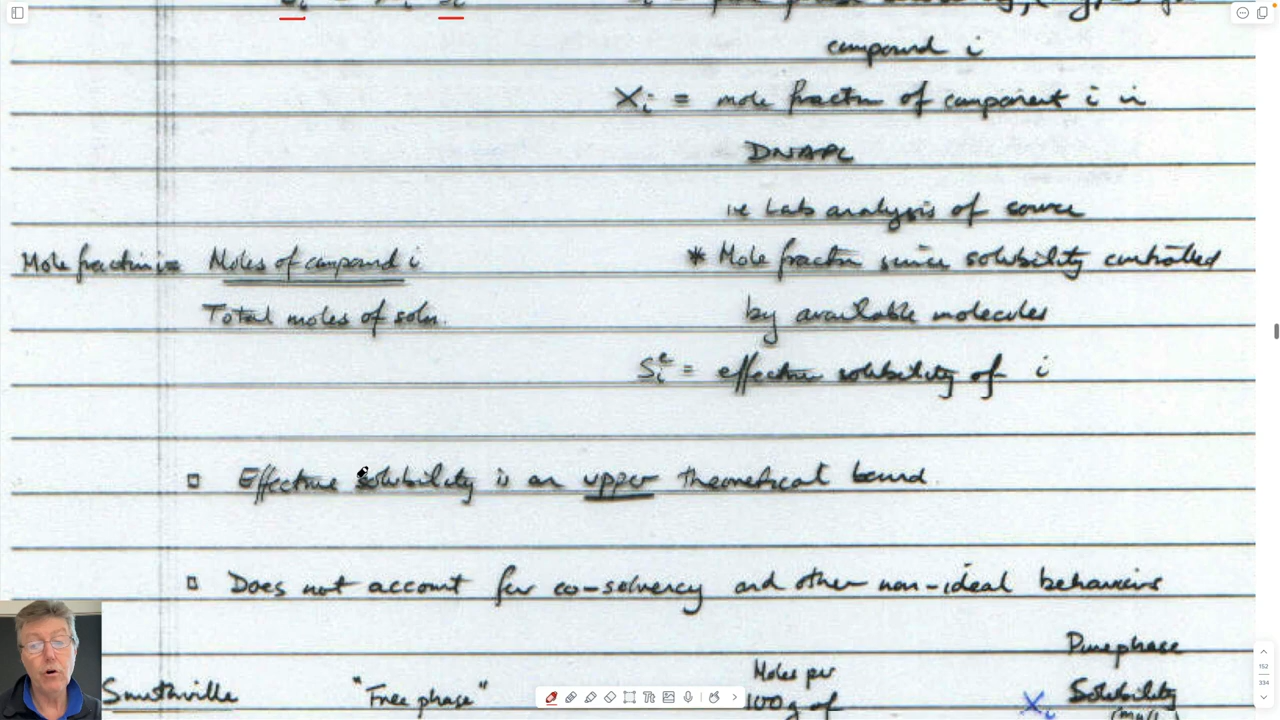 compound i
Xi = mole fraction of component i in
DNAPL
ie Lab analysis of source
Mole fraction i = Moles of compound i
Total moles of soln.
* Mole fraction since solubility controlled
by available molecules
Sᵢᵉ = effective solubility of i
□ Effective solubility is an upper theoretical bound.
□ Does not account for co-solvency and other non-ideal behaviors
Pure phase
Smithville "Free phase" Moles per
100 g of Xi Solubility
152
334